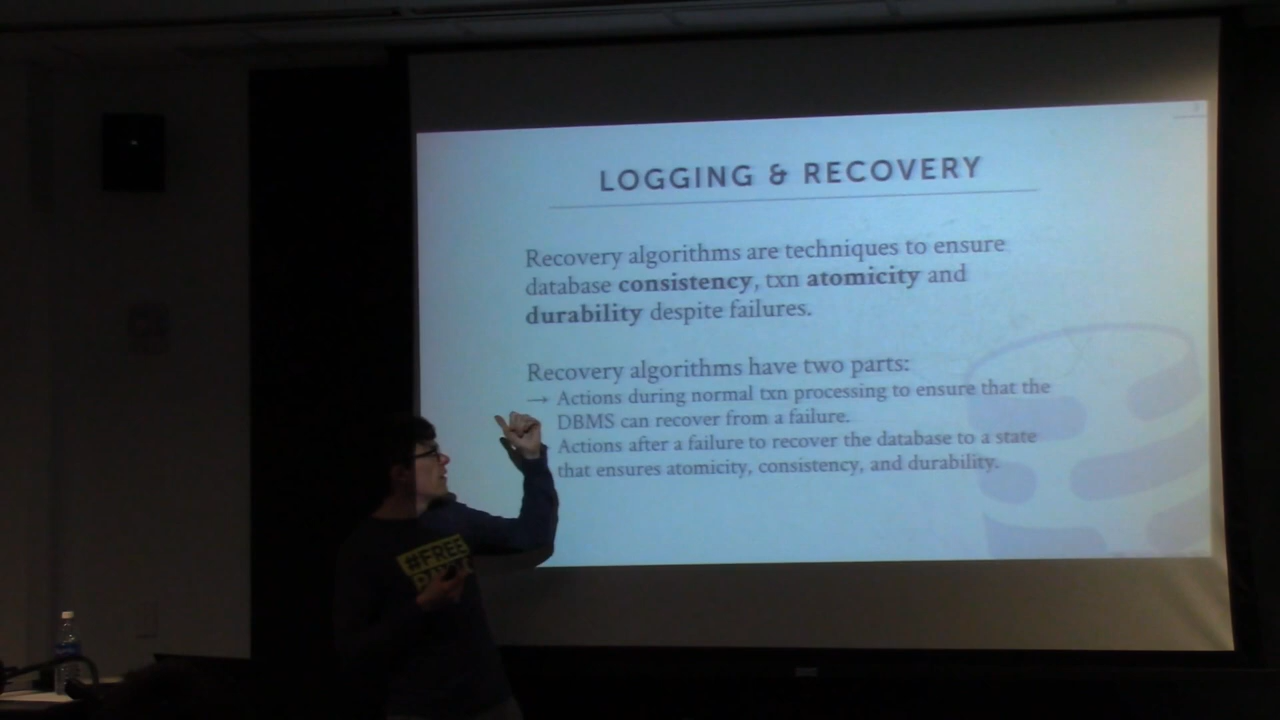 LOGGING & RECOVERY
Recovery algorithms are techniques to ensure
database consistency, txn atomicity and
durability despite failures.
Recovery algorithms have two parts:
→ Actions during normal txn processing to ensure that the
DBMS can recover from a failure.
Actions after a failure to recover the database to a state
that ensures atomicity, consistency, and durability.
#FREE